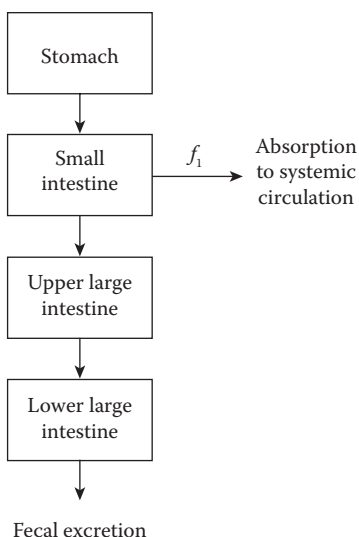 Stomach
Small
intestine
f1
Absorption
to systemic
circulation
Upper large
intestine
Lower large
intestine
Fecal excretion